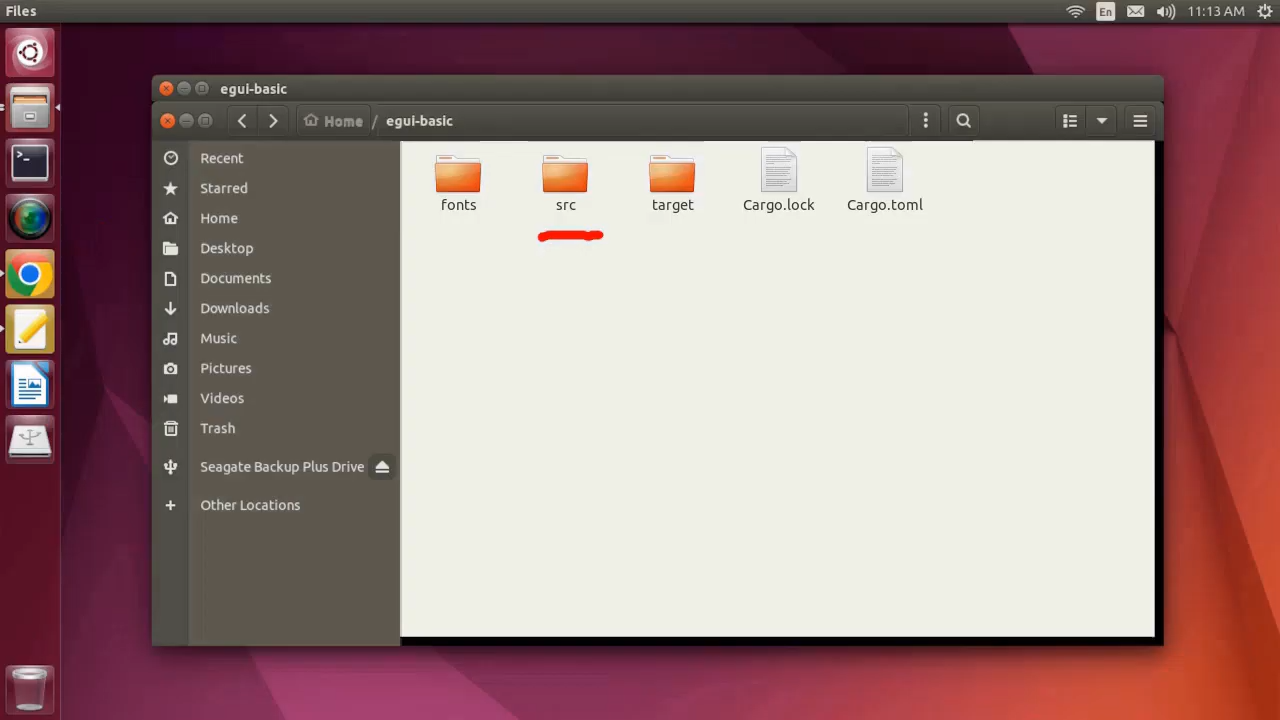 Files
En
11:13 AM
egui-basic
Home / egui-basic
Recent
Starred
Home
Desktop
Documents
Downloads
Music
Pictures
Videos
Trash
Seagate Backup Plus Drive
Other Locations
fonts
src
target
Cargo.lock
Cargo.toml